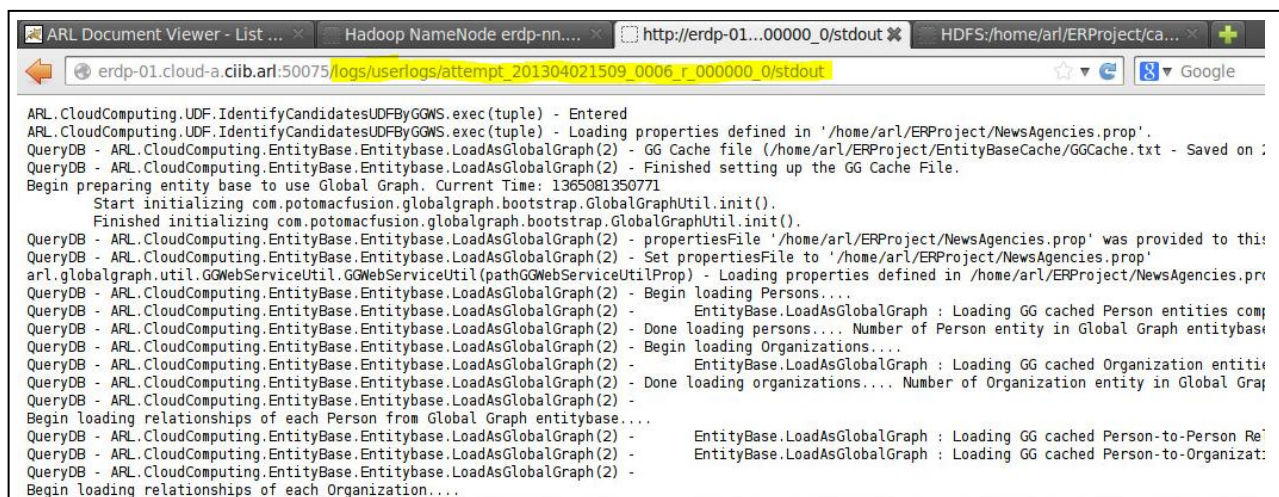 ARL Document Viewer - List ...
Hadoop NameNode erdp-nn....
http://erdp-01...00000_0/stdout
HDFS:/home/arl/ERProject/ca...
erdp-01.cloud-a.ciib.arl:50075/logs/userlogs/attempt_201304021509_0006_r_000000_0/stdout
Google
ARL.CloudComputing.UDF.IdentifyCandidatesUDFByGGWS.exec(tuple) - Entered
ARL.CloudComputing.UDF.IdentifyCandidatesUDFByGGWS.exec(tuple) - Loading properties defined in '/home/arl/ERProject/NewsAgencies.prop'.
QueryDB - ARL.CloudComputing.EntityBase.Entitybase.LoadAsGlobalGraph(2) - GG Cache file (/home/arl/ERProject/EntityBaseCache/GGCache.txt - Saved on 2
QueryDB - ARL.CloudComputing.EntityBase.Entitybase.LoadAsGlobalGraph(2) - Finished setting up the GG Cache File.
Begin preparing entity base to use Global Graph. Current Time: 1365081350771
Start initializing com.potomacfusion.globalgraph.bootstrap.GlobalGraphUtil.init().
Finished initializing com.potomacfusion.globalgraph.bootstrap.GlobalGraphUtil.init().
QueryDB - ARL.CloudComputing.EntityBase.Entitybase.LoadAsGlobalGraph(2) - propertiesFile '/home/arl/ERProject/NewsAgencies.prop' was provided to this
QueryDB - ARL.CloudComputing.EntityBase.Entitybase.LoadAsGlobalGraph(2) - Set propertiesFile to '/home/arl/ERProject/NewsAgencies.prop'
arl.globalgraph.util.GGWebServiceUtil.GGWebServiceUtil(pathGGWebServiceUtilProp) - Loading properties defined in /home/arl/ERProject/NewsAgencies.pro
QueryDB - ARL.CloudComputing.EntityBase.Entitybase.LoadAsGlobalGraph(2) - Begin loading Persons....
QueryDB - ARL.CloudComputing.EntityBase.Entitybase.LoadAsGlobalGraph(2) - EntityBase.LoadAsGlobalGraph : Loading GG cached Person entities comp
QueryDB - ARL.CloudComputing.EntityBase.Entitybase.LoadAsGlobalGraph(2) - Done loading persons.... Number of Person entity in Global Graph entitybase
QueryDB - ARL.CloudComputing.EntityBase.Entitybase.LoadAsGlobalGraph(2) - Begin loading Organizations....
QueryDB - ARL.CloudComputing.EntityBase.Entitybase.LoadAsGlobalGraph(2) - EntityBase.LoadAsGlobalGraph : Loading GG cached Organization entitie
QueryDB - ARL.CloudComputing.EntityBase.Entitybase.LoadAsGlobalGraph(2) - Done loading organizations.... Number of Organization entity in Global Grap
QueryDB - ARL.CloudComputing.EntityBase.Entitybase.LoadAsGlobalGraph(2) -
Begin loading relationships of each Person from Global Graph entitybase....
QueryDB - ARL.CloudComputing.EntityBase.Entitybase.LoadAsGlobalGraph(2) - EntityBase.LoadAsGlobalGraph : Loading GG cached Person-to-Person Rel
QueryDB - ARL.CloudComputing.EntityBase.Entitybase.LoadAsGlobalGraph(2) - EntityBase.LoadAsGlobalGraph : Loading GG cached Person-to-Organizati
QueryDB - ARL.CloudComputing.EntityBase.Entitybase.LoadAsGlobalGraph(2) -
Begin loading relationships of each Organization....